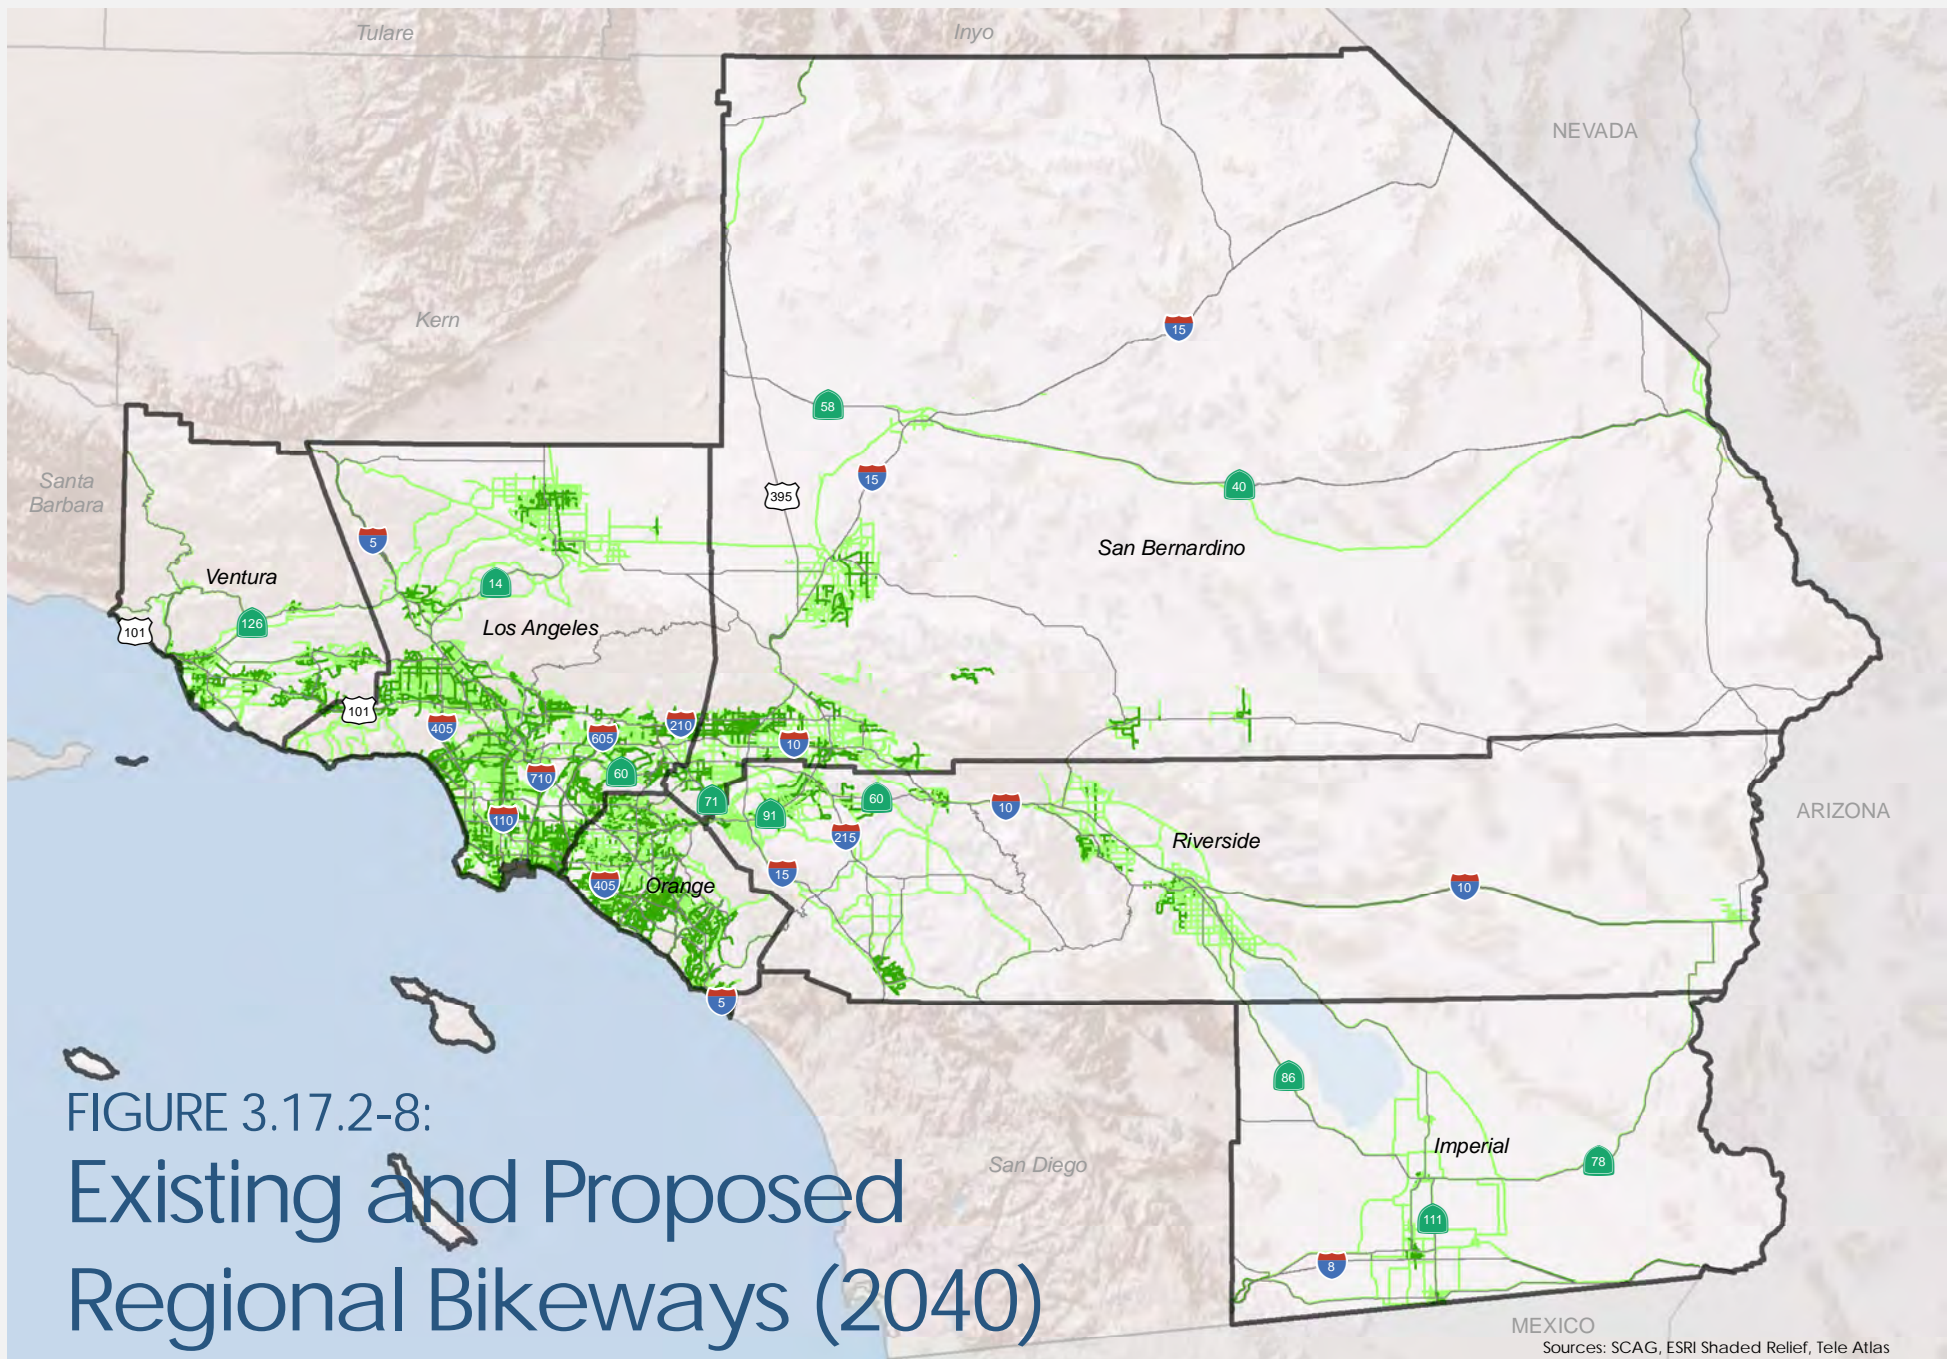 Tulare
Inyo
NEVADA
Kern
15
58
Santa
Barbara
15
395
40
5
San Bernardino
Ventura
14
126
Los Angeles
101
101
405
605
210
10
710
60
71
60
10
ARIZONA
110
91
215
Riverside
15
405
Orange
10
5
86
FIGURE 3.17.2-8:
Existing and Proposed
Regional Bikeways (2040)
San Diego
Imperial
78
111
8
MEXICO
Sources: SCAG, ESRI Shaded Relief, Tele Atlas